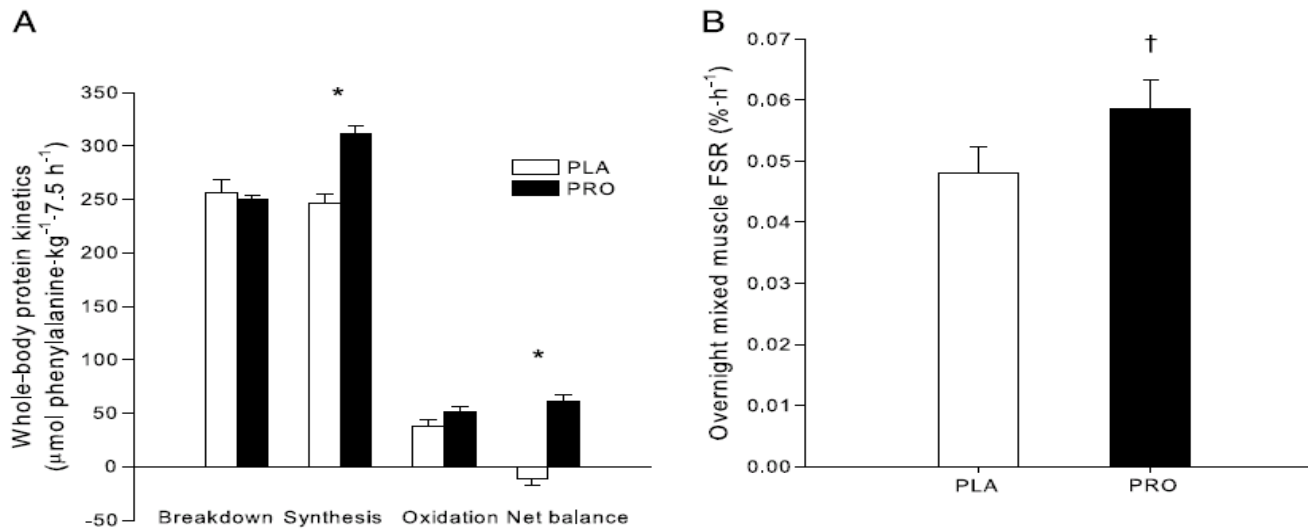 A
Whole-body protein kinetics
(μmol phenylalanine·kg⁻¹·7.5 h⁻¹)
350
300
250
200
150
100
50
0
-50
*
*
PLA
PRO
Breakdown Synthesis Oxidation Net balance
B
Overnight mixed muscle FSR (%·h⁻¹)
0.07
0.06
0.05
0.04
0.03
0.02
0.01
0.00
†
PLA PRO